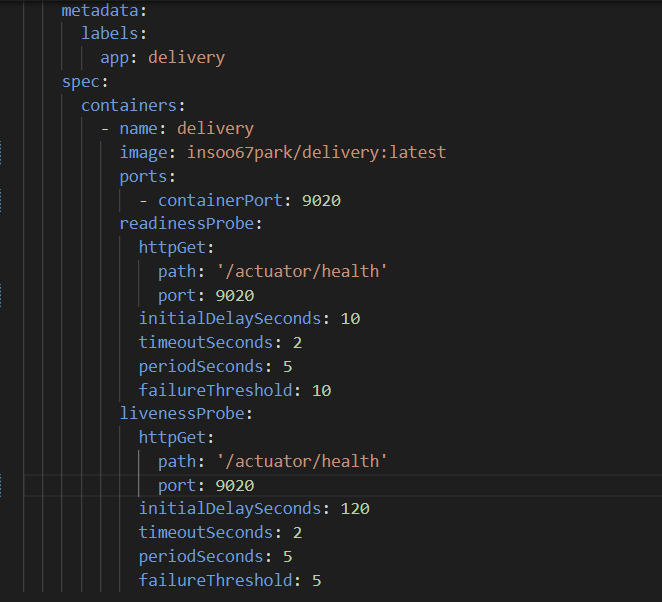 metadata:
labels:
app: delivery
spec:
containers:
- name: delivery
image: insoo67park/delivery:latest
ports:
- containerPort: 9020
readinessProbe:
httpGet:
path: '/actuator/health'
port: 9020
initialDelaySeconds: 10
timeoutSeconds: 2
periodSeconds: 5
failureThreshold: 10
livenessProbe:
httpGet:
path: '/actuator/health'
port: 9020
initialDelaySeconds: 120
timeoutSeconds: 2
periodSeconds: 5
failureThreshold: 5